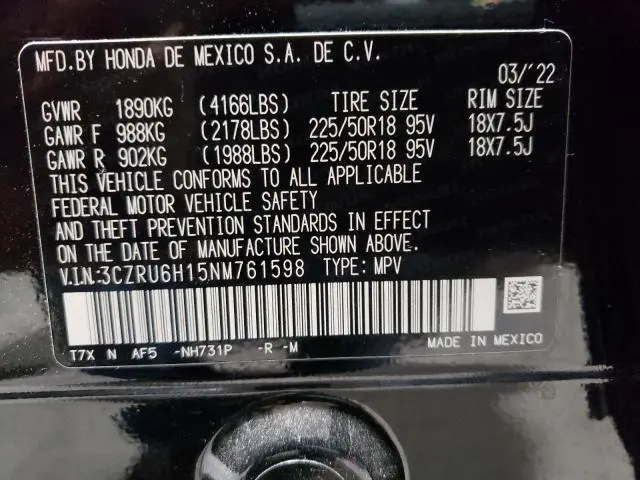 MFD.BY HONDA DE MEXICO S.A. DE C.V.
03/'22
GVWR 1890KG (4166LBS) TIRE SIZE RIM SIZE
GAWR F 988KG (2178LBS) 225/50R18 95V 18X7.5J
GAWR R 902KG (1988LBS) 225/50R18 95V 18X7.5J
THIS VEHICLE CONFORMS TO ALL APPLICABLE
FEDERAL MOTOR VEHICLE SAFETY
AND THEFT PREVENTION STANDARDS IN EFFECT
ON THE DATE OF MANUFACTURE SHOWN ABOVE.
V.I.N:3CZRU6H15NM761598 TYPE: MPV
T7X N AF5 -NH731P -R -M MADE IN MEXICO